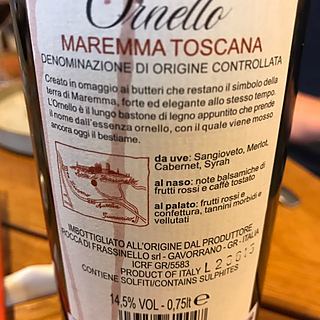 Ornello
MAREMMA TOSCANA
DENOMINAZIONE DI ORIGINE CONTROLLATA
Creato in omaggio ai butteri che restano il simbolo della
terra di Maremma, forte ed elegante allo stesso tempo.
L'Ornello è il lungo bastone di legno appuntito che prende
il nome dall'essenza ornello, con il quale viene mosso
ancora oggi il bestiame.
da uve: Sangioveto, Merlot,
Cabernet, Syrah
al naso: note balsamiche di
frutti rossi e caffè tostato
al palato: frutti rossi e
confettura, tannini morbidi e
vellutati
IMBOTTIGLIATO ALL'ORIGINE DAL PRODUTTORE
ROCCA DI FRASSINELLO srl - GAVORRANO - GR - ITALIA
ICRF GR/5583
PRODUCT OF ITALY
CONTIENE SOLFITI/CONTAINS SULPHITES
14,5% VOL - 0,75lt e